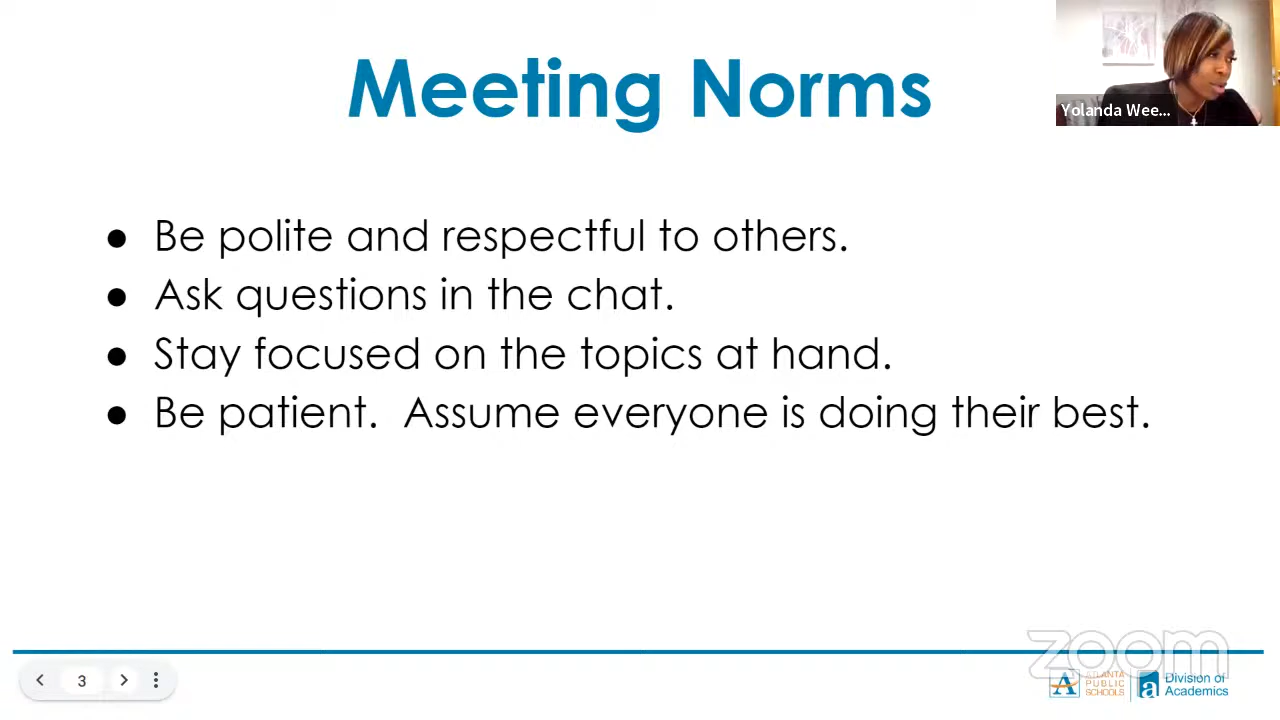 Meeting Norms
Yolanda Wee...
● Be polite and respectful to others.
● Ask questions in the chat.
● Stay focused on the topics at hand.
● Be patient.  Assume everyone is doing their best.
zoom
3
ATLANTA
PUBLIC
SCHOOLS
Division of
Academics